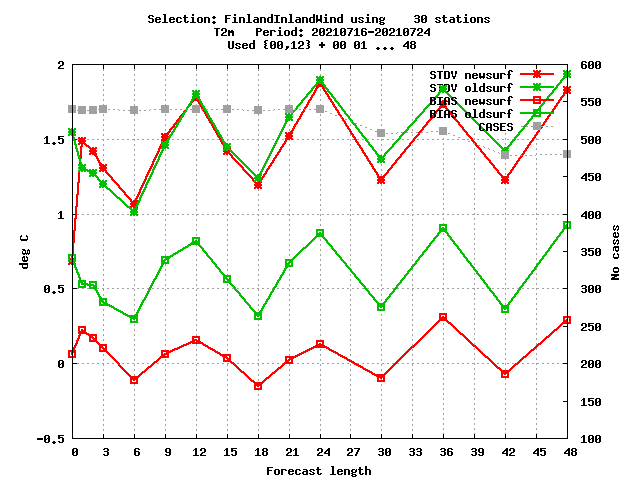 Selection: FinlandInlandWind using    30 stations
T2m   Period: 20210716-20210724
Used {00,12} + 00 01 ... 48
STDV newsurf
STDV oldsurf
BIAS newsurf
BIAS oldsurf
CASES
2
1.5
1
0.5
0
-0.5
deg C
600
550
500
450
400
350
300
250
200
150
100
No cases
0 3 6 9 12 15 18 21 24 27 30 33 36 39 42 45 48
Forecast length